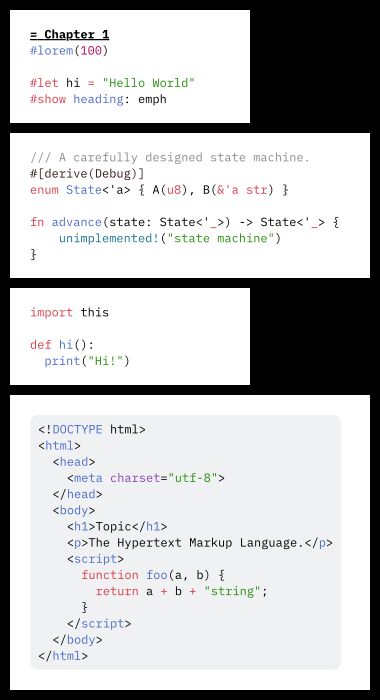 = Chapter 1
#lorem(100)

#let hi = "Hello World"
#show heading: emph

/// A carefully designed state machine.
#[derive(Debug)]
enum State<'a> { A(u8), B(&'a str) }

fn advance(state: State<'_>) -> State<'_> {
    unimplemented!("state machine")
}

import this

def hi():
  print("Hi!")

<!DOCTYPE html>
<html>
  <head>
    <meta charset="utf-8">
  </head>
  <body>
    <h1>Topic</h1>
    <p>The Hypertext Markup Language.</p>
    <script>
      function foo(a, b) {
        return a + b + "string";
      }
    </script>
  </body>
</html>